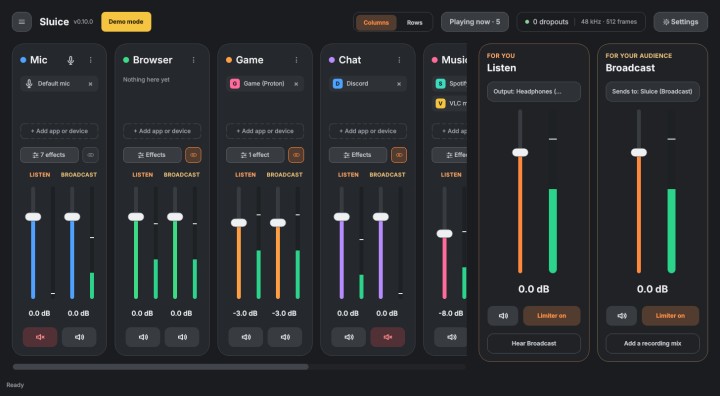 Sluice v0.10.0 Demo mode Columns Rows Playing now · 5 0 dropouts 48 kHz · 512 frames Settings
Mic
Default mic ×
+ Add app or device
7 effects
LISTEN BROADCAST
0.0 dB 0.0 dB
Browser
Nothing here yet
+ Add app or device
Effects
LISTEN BROADCAST
0.0 dB 0.0 dB
Game
G Game (Proton) ×
+ Add app or device
1 effect
LISTEN BROADCAST
-3.0 dB -3.0 dB
Chat
D Discord ×
+ Add app or device
Effects
LISTEN BROADCAST
0.0 dB 0.0 dB
Music
S Spotif
V VLC m
+ Add
Effe
LISTEN
-8.0 dB
FOR YOU
Listen
Output: Headphones (...
0.0 dB
Limiter on
Hear Broadcast
FOR YOUR AUDIENCE
Broadcast
Sends to: Sluice (Broadcast)
0.0 dB
Limiter on
Add a recording mix
Ready